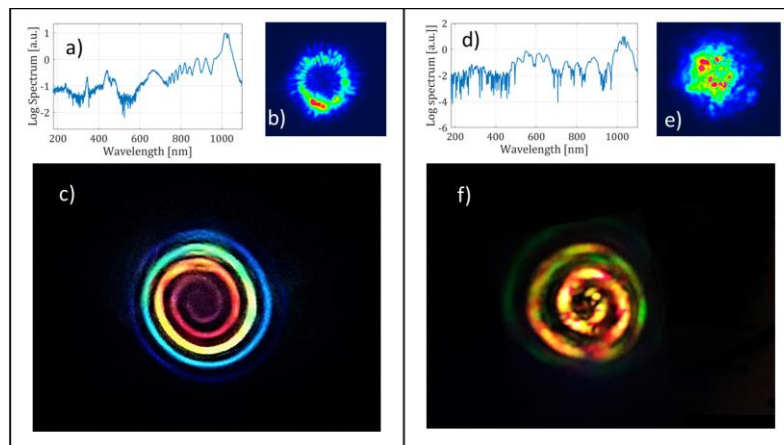 a)
Log Spectrum [a.u.]
1
0
-1
-2
200 400 600 800 1000
Wavelength [nm]
b)
c)
d)
Log spectrum [a.u.]]
2
0
-2
-4
-6
200 400 600 800 1000
Wavelength [nm]
e)
f)